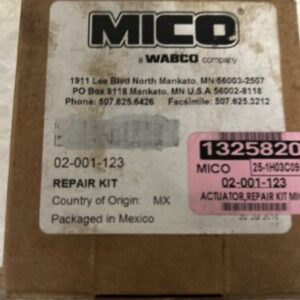 MICO
a WABCO company
1911 Lee Blvd North Mankato, MN 56003-2507
PO Box 8118 Mankato, MN U.S.A 56002-8118
Phone: 507.625.6426 Facsimile: 507.625.3212
02-001-123
REPAIR KIT
Country of Origin: MX
Packaged in Mexico
1325820
MICO 25-1H03C05
02-001-123
ACTUATOR,REPAIR KIT